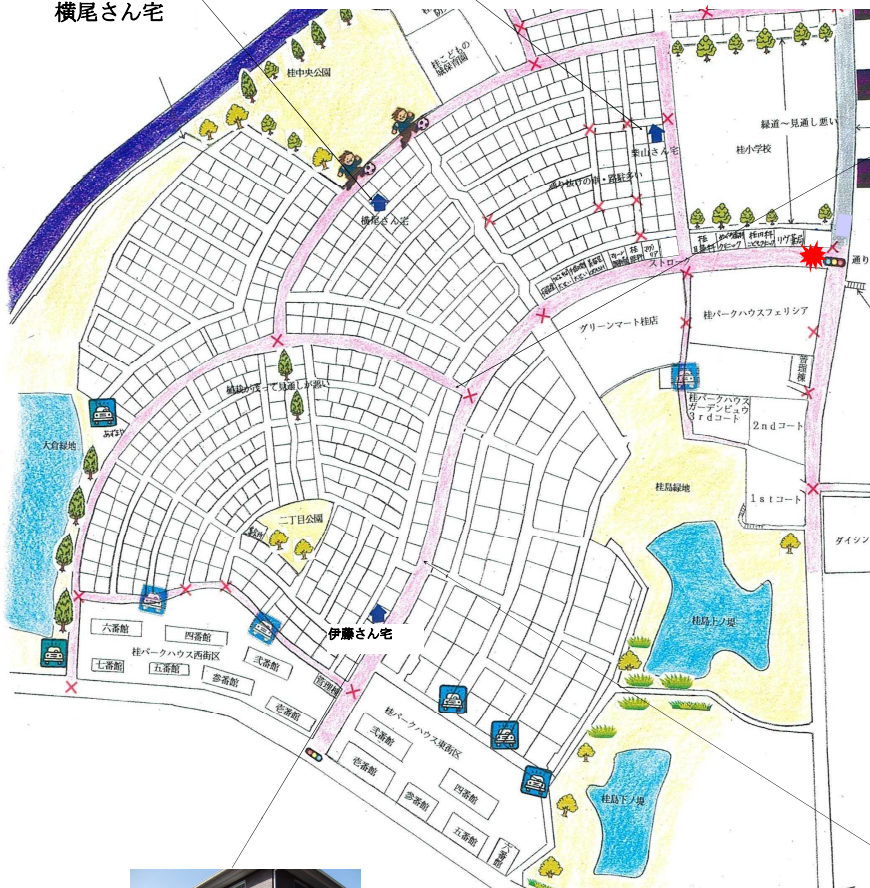 横尾さん宅
桂中央公園
桂こどもの
城保育園
柴山さん宅
通り抜けの車・路駐多い
横尾さん宅
緑道～見通し悪い
桂小学校
リヴ薬局
通り
グリーンマート桂店
桂パークハウスフェリシア
管理棟
桂パークハウス
ガーデンビュウ
3rdコート
2ndコート
1stコート
ダイシン
植栽が茂って見通しが悪い
あずまや
大倉緑地
二丁目公園
桂島緑地
桂島上ノ堤
伊藤さん宅
六番館
四番館
桂パークハウス西街区
七番館
五番館
弐番館
参番館
壱番館
管理棟
桂パークハウス東街区
弐番館
壱番館
参番館
四番館
五番館
六番館
桂島下ノ堤